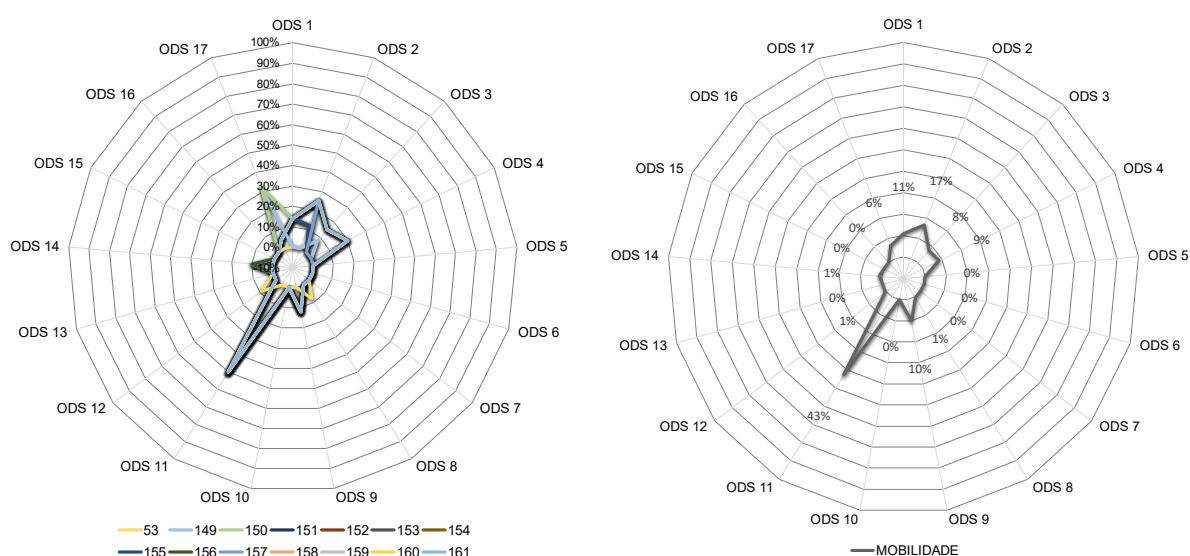 ODS 1
ODS 2
ODS 3
ODS 4
ODS 5
ODS 6
ODS 7
ODS 8
ODS 9
ODS 10
ODS 11
ODS 12
ODS 13
ODS 14
ODS 15
ODS 16
ODS 17
100%
90%
80%
70%
60%
50%
40%
30%
20%
10%
0%
-10%
53 149 150 151 152 153 154
155 156 157 158 159 160 161
ODS 1
ODS 2
ODS 3
ODS 4
ODS 5
ODS 6
ODS 7
ODS 8
ODS 9
ODS 10
ODS 11
ODS 12
ODS 13
ODS 14
ODS 15
ODS 16
ODS 17
11%
17%
8%
9%
0%
0%
0%
1%
10%
0%
43%
1%
0%
1%
0%
0%
6%
MOBILIDADE